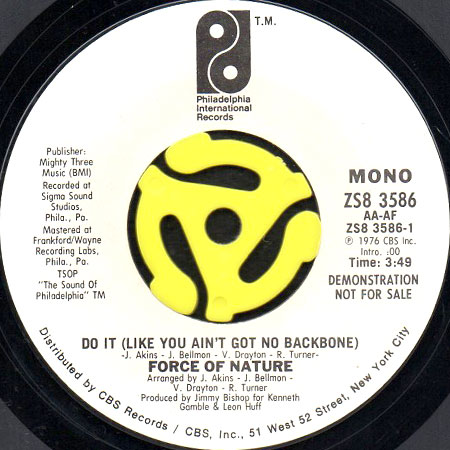 T.M.
Philadelphia
International
Records
Publisher:
Mighty Three
Music (BMI)
Recorded at
Sigma Sound
Studios,
Phila., Pa.
Mastered at
Frankford/Wayne
Recording Labs,
Phila., Pa.
TSOP
"The Sound Of
Philadelphia" TM
MONO
ZS8 3586
AA-AF
ZS8 3586-1
Ⓟ 1976 CBS Inc.
Intro. :00
Time: 3:49
DEMONSTRATION
NOT FOR SALE
DO IT (LIKE YOU AIN'T GOT NO BACKBONE)
-J. Akins - J. Bellmon - V. Drayton - R. Turner-
FORCE OF NATURE
Arranged by J. Akins - J. Bellmon -
V. Drayton - R. Turner
Produced by Jimmy Bishop for Kenneth
Gamble & Leon Huff
Distributed by CBS Records / CBS, Inc., 51 West 52 Street, New York City